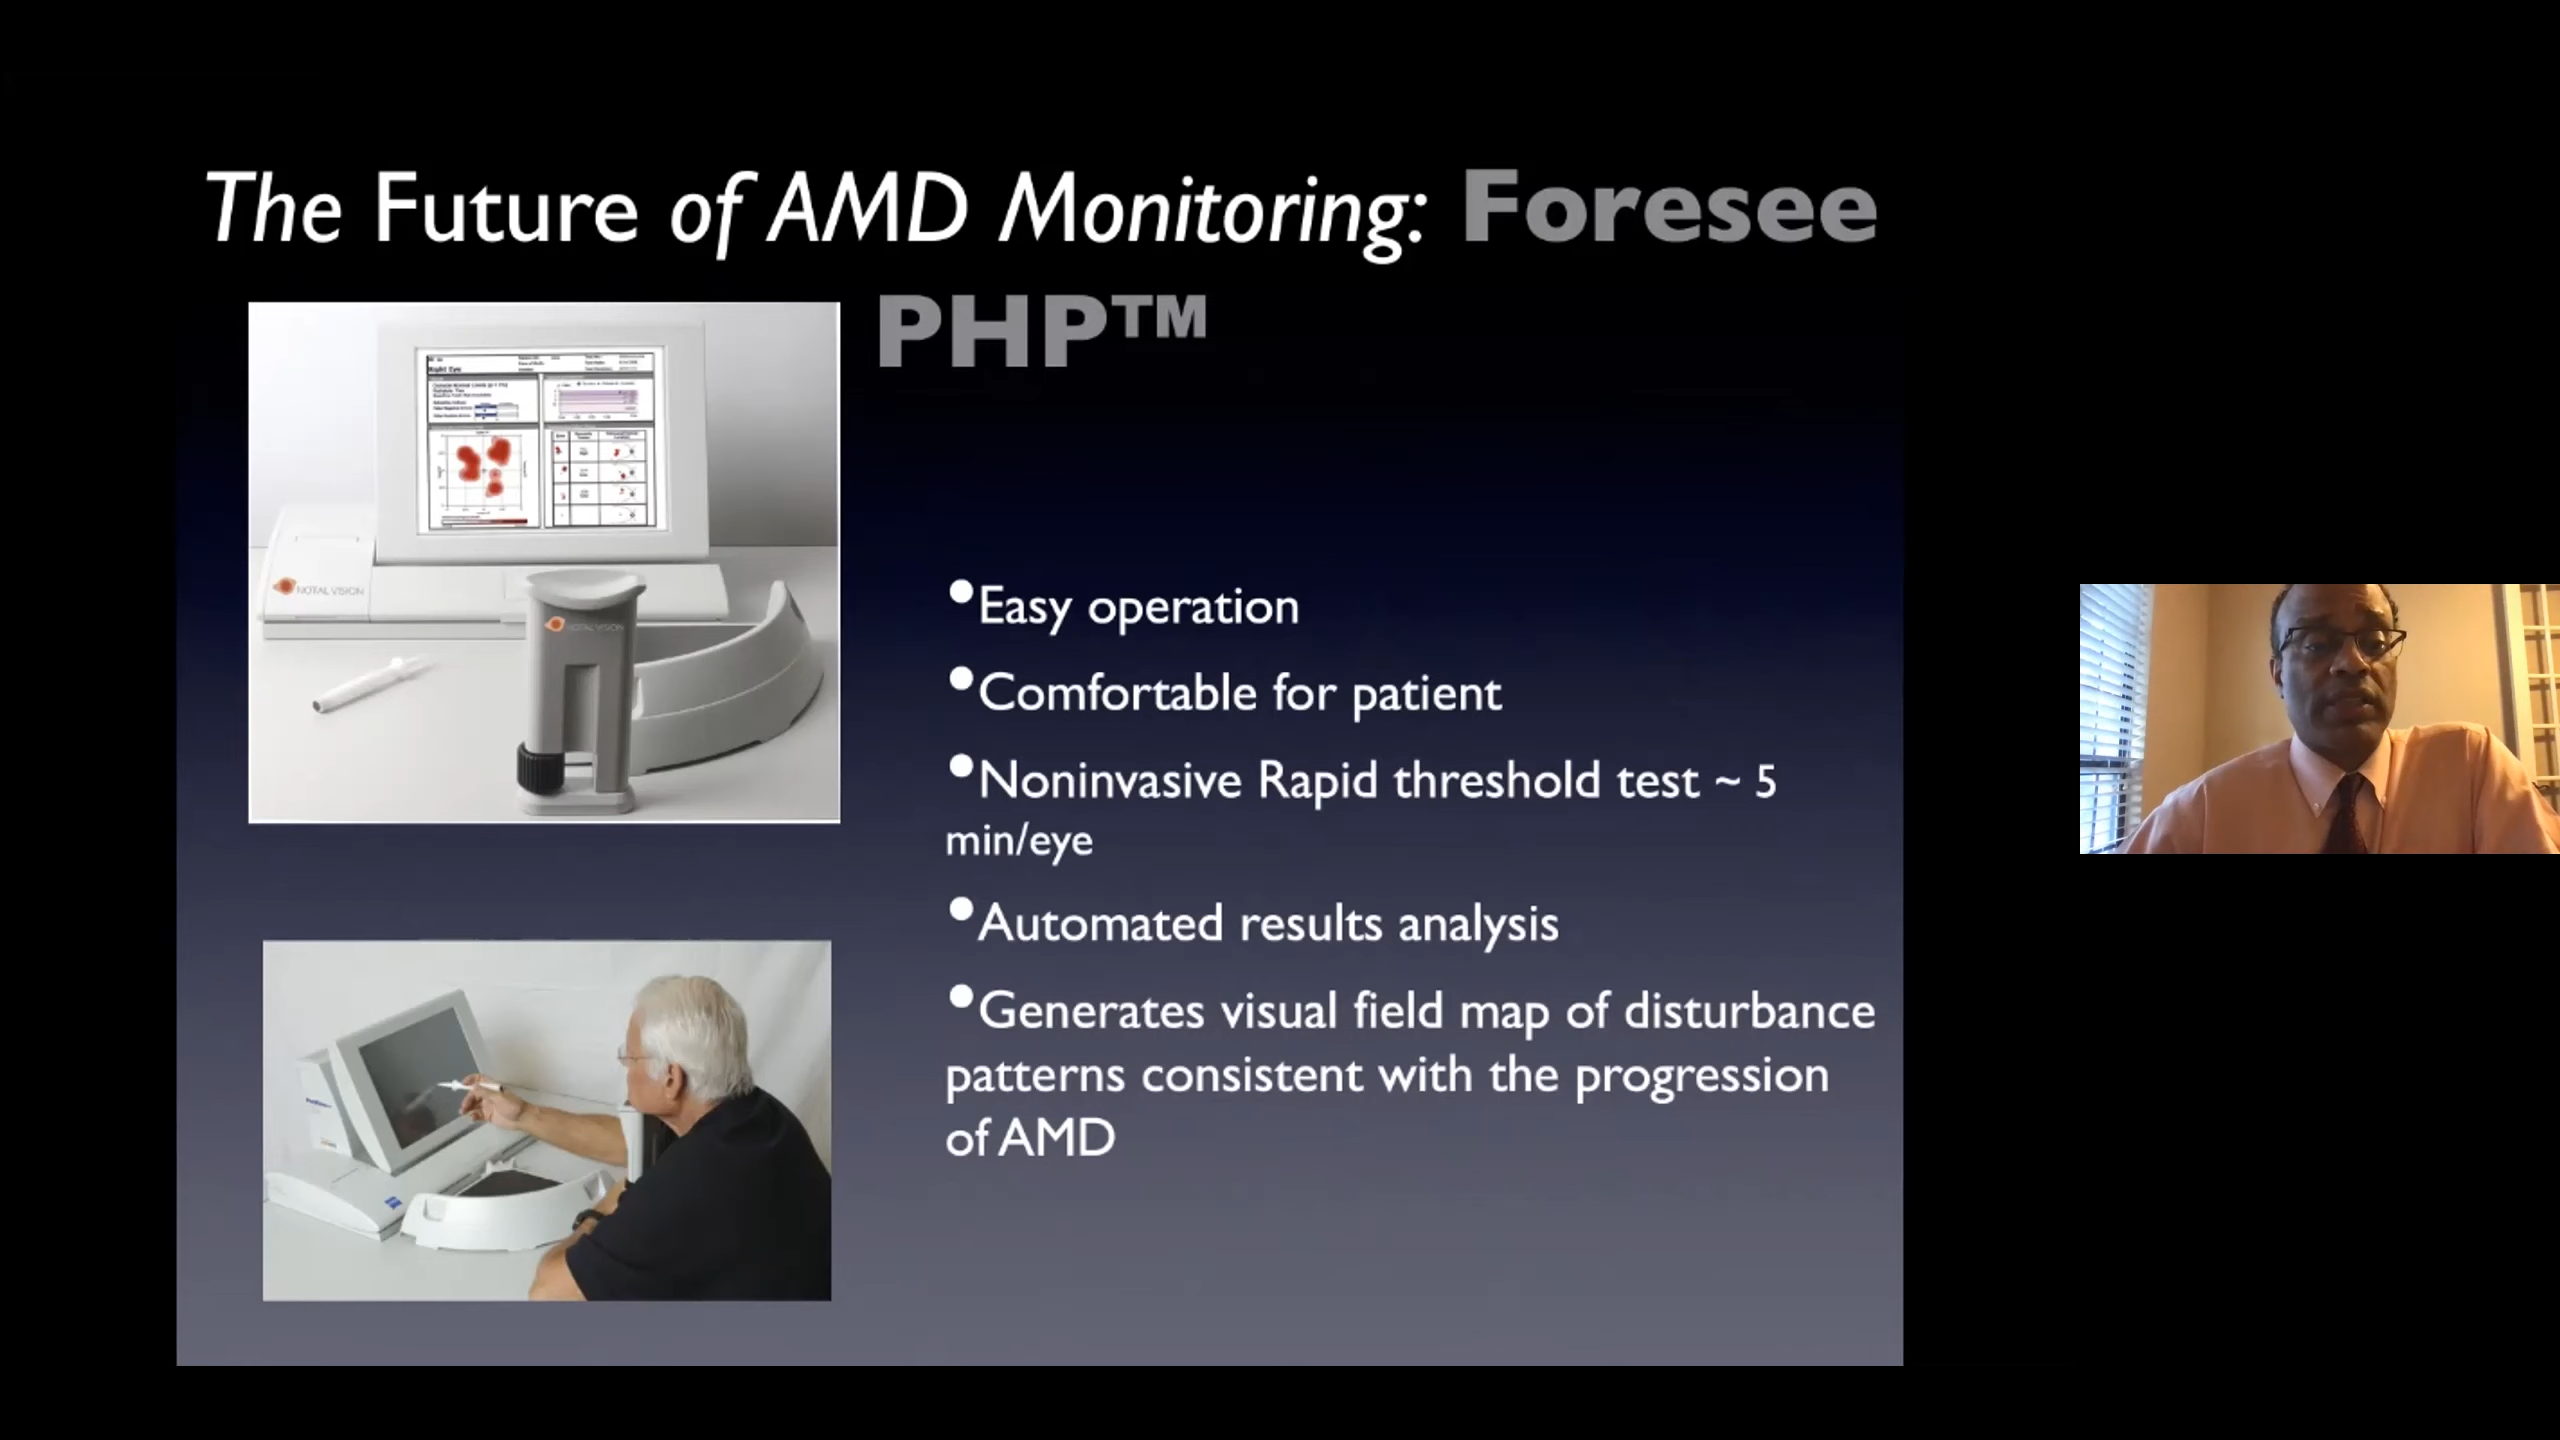 The Future of AMD Monitoring: Foresee
PHP™
Right Eye
NOTAL VISION
NOTAL VISION
•Easy operation
•Comfortable for patient
•Noninvasive Rapid threshold test ~ 5
min/eye
•Automated results analysis
•Generates visual field map of disturbance
patterns consistent with the progression
of AMD